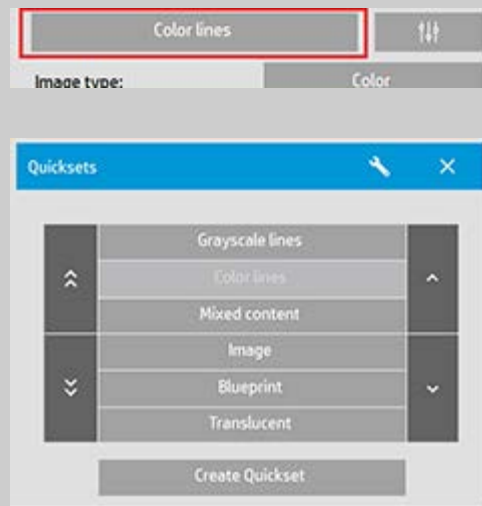 Color lines
Image type: Color
Quicksets
Grayscale lines
Color lines
Mixed content
Image
Blueprint
Translucent
Create Quickset